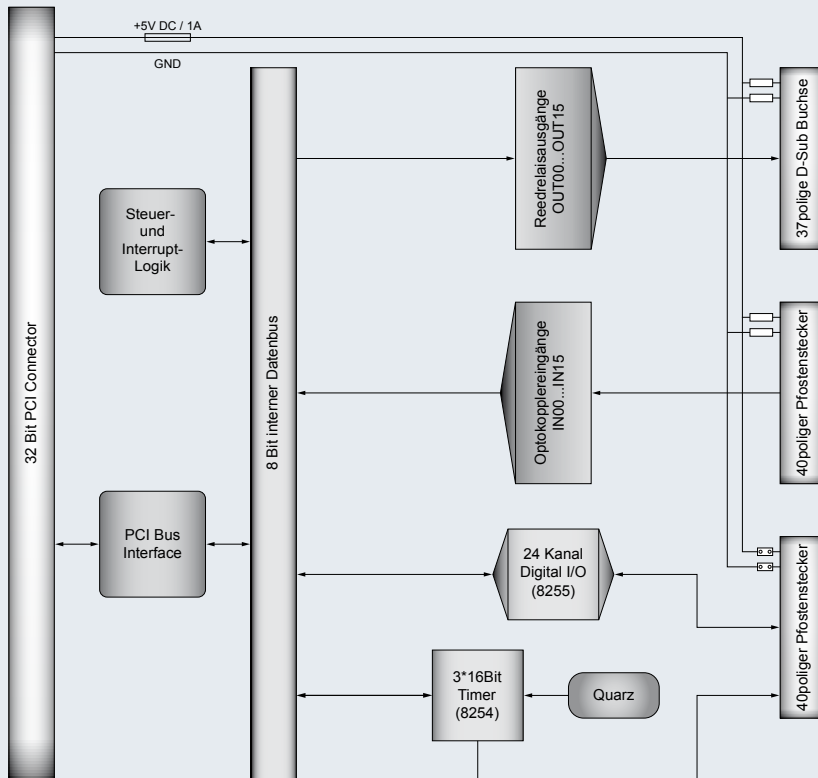 +5V DC / 1A
GND
32 Bit PCI Connector
Steuer-
und
Interrupt-
Logik
PCI Bus
Interface
8 Bit interner Datenbus
Reedrelaisausgänge
OUT00...OUT15
37polige D-Sub Buchse
Optokopplereingänge
IN00...IN15
40poliger Pfostenstecker
24 Kanal
Digital I/O
(8255)
40poliger Pfostenstecker
3*16Bit
Timer
(8254)
Quarz